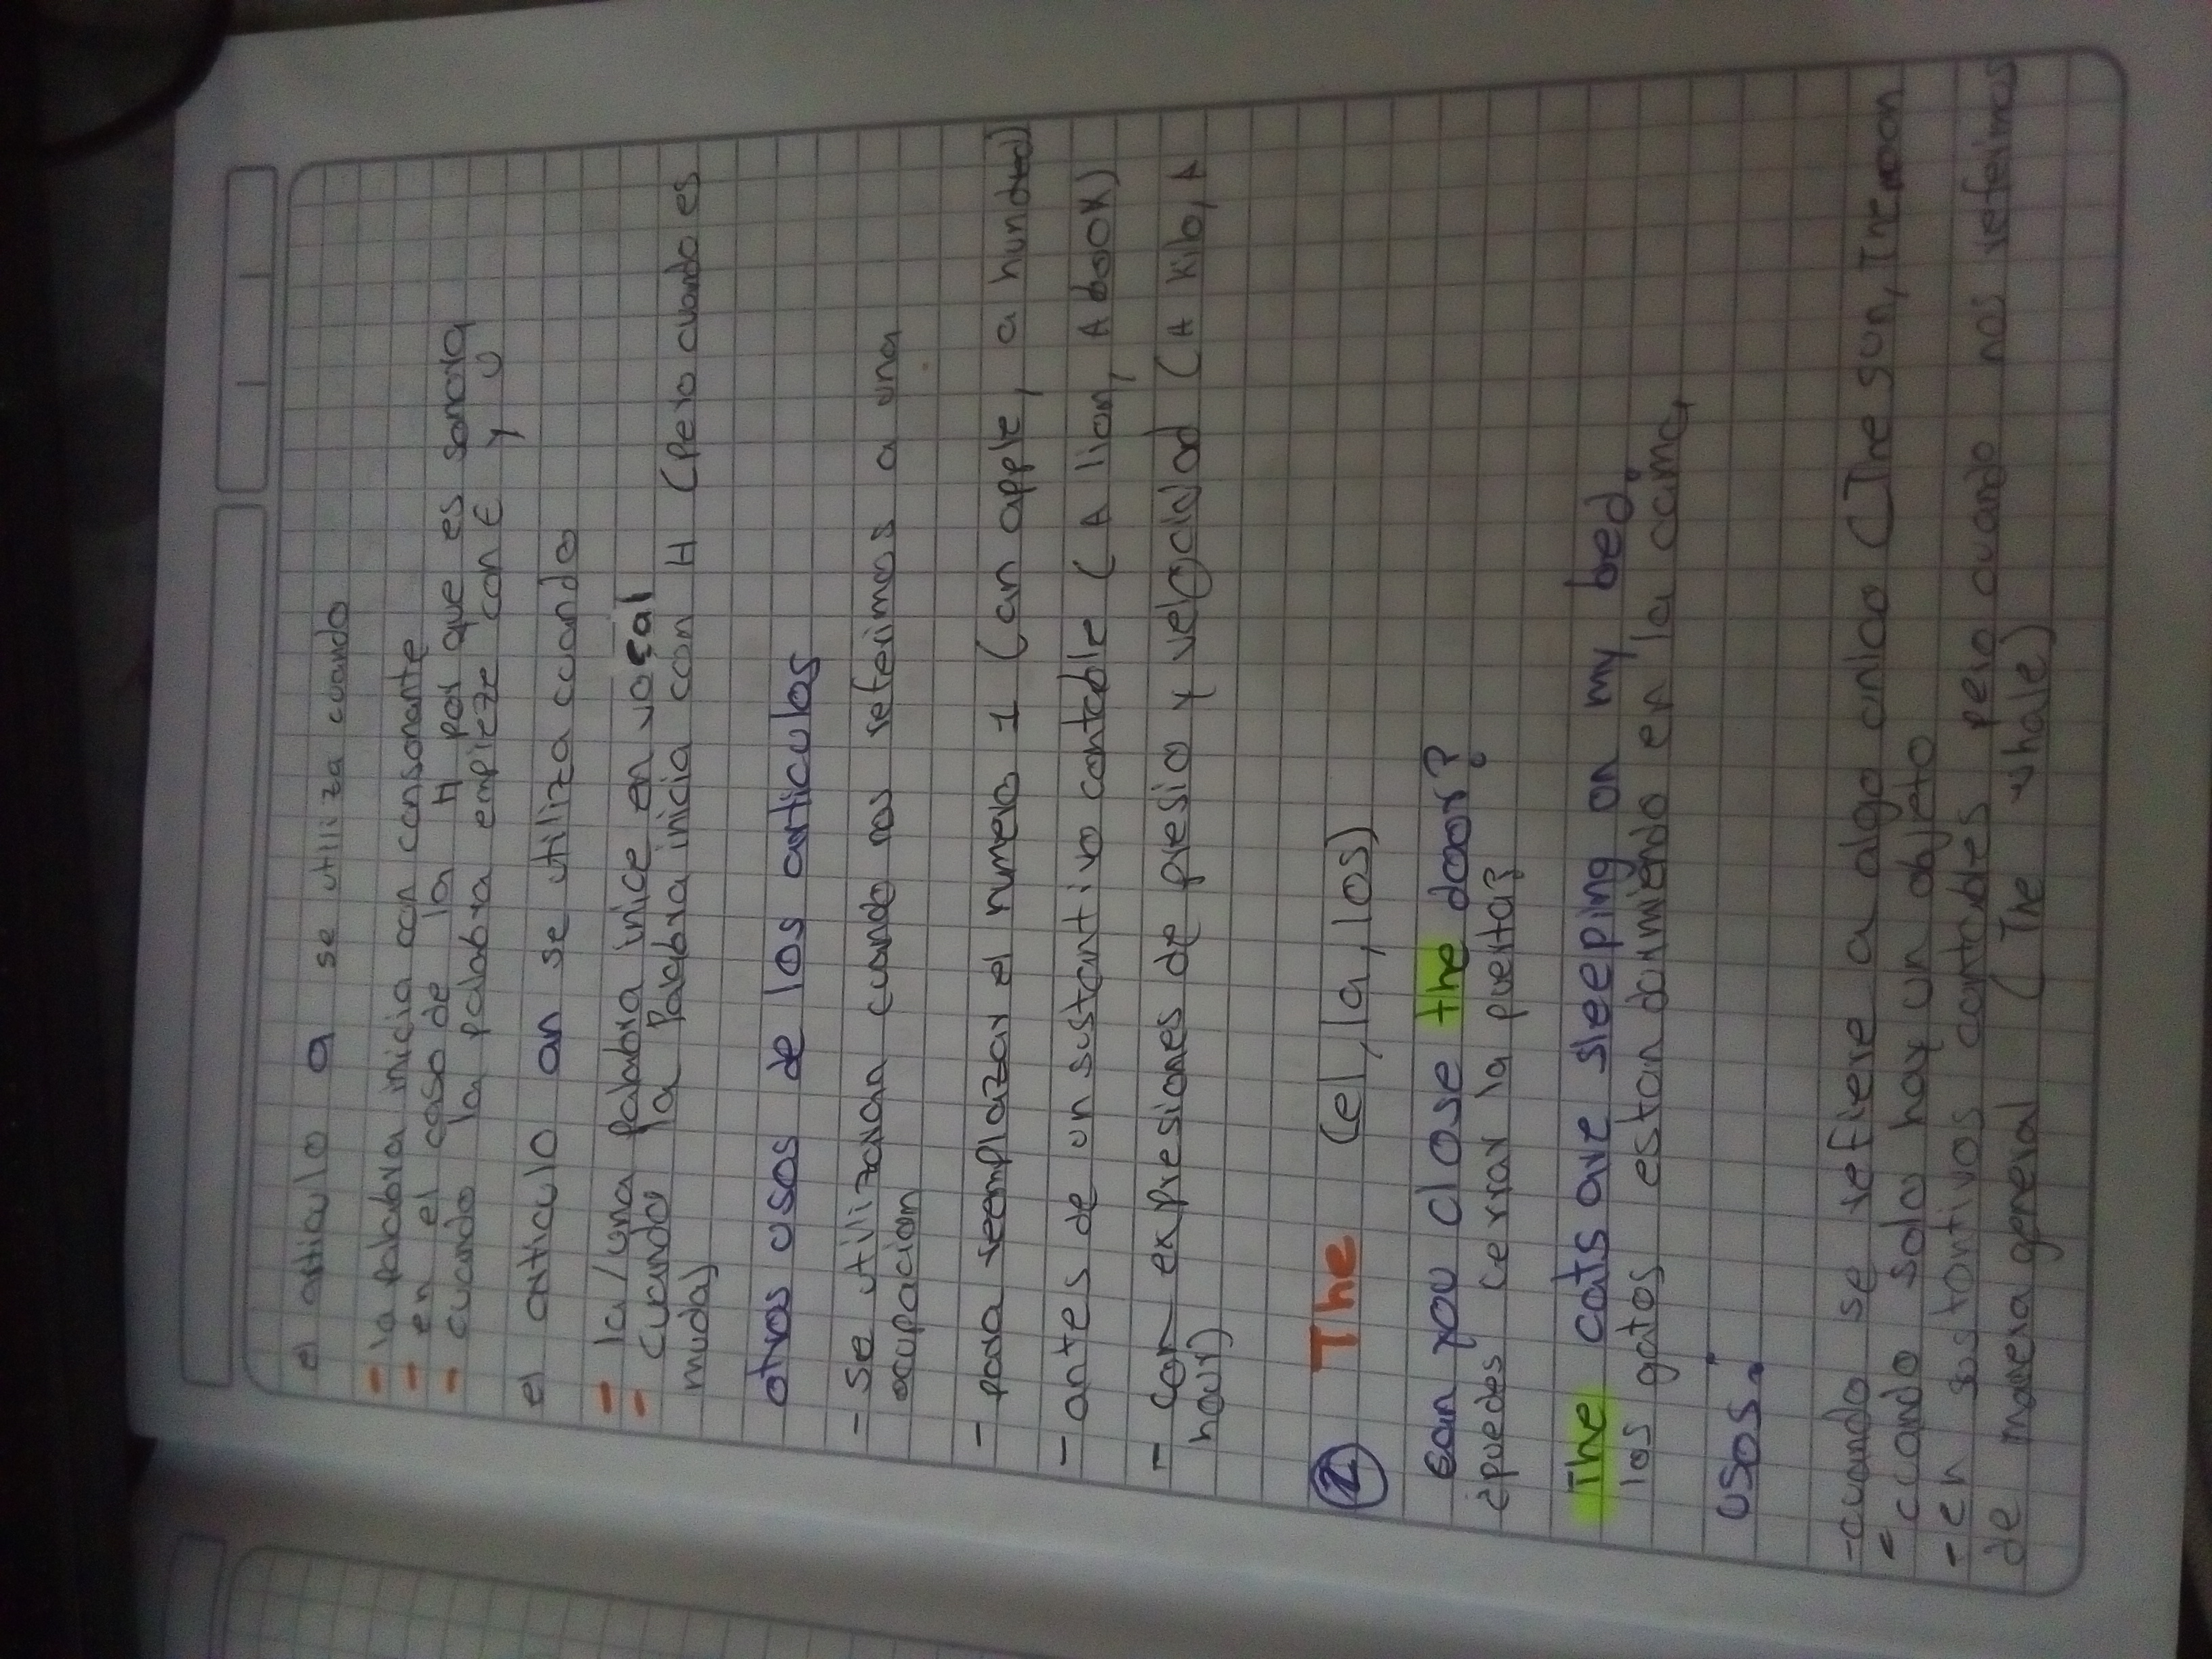 el articulo a se utiliza cuando
- la palabra inicia con consonante
- en el caso de la H por que es sonora
- cuando la palabra empieze con E y U
el articulo an se utiliza cuando
- la/una palabra inice en vocal
- cuando la palabra inicia con H (Pero cuando es
muda)
otros usos de los articulos
- se utilizara cuando nos referimos a una
ocupacion
- para reemplazar el numero 1 (an apple, a hundred)
- antes de un sustantivo contable (A lion, A book)
- con expresiones de presio y velocidad (A kilo, A
hour)
2 The (el, la, los)
can you close the door?
¿puedes cerrar la puerta?
The cats are sleeping on my bed.
los gatos estan durmiendo en la cama
usos:
- cuando se refiere a algo unico (The sun, The moon
- cuando solo hay un objeto
- en sustantivos contables pero cuando nos referimos
de manera general (The whale)